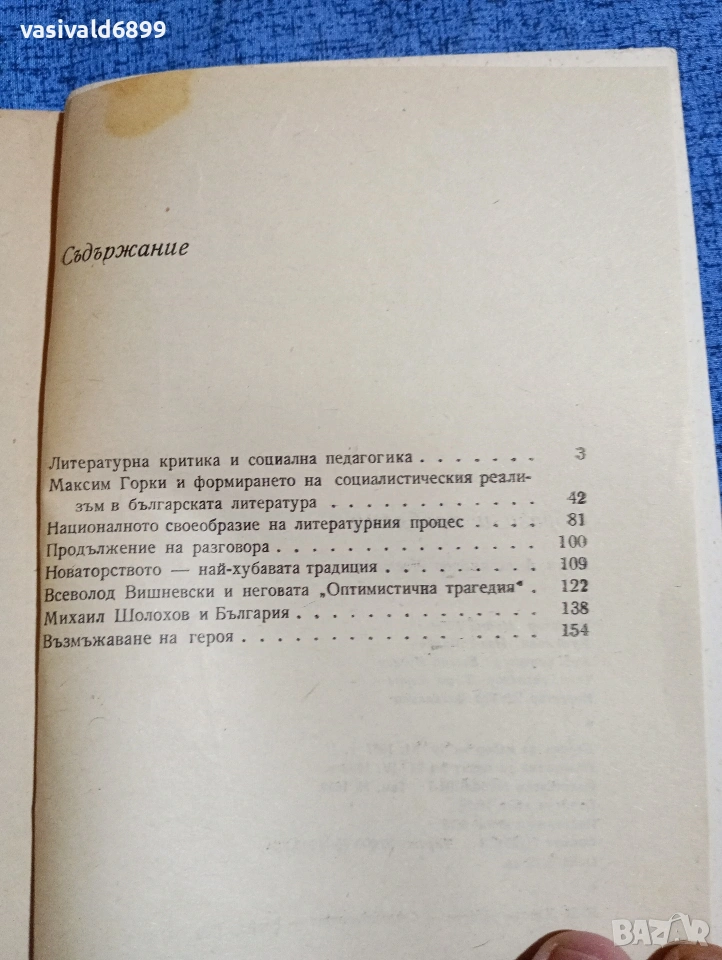 vasivald6899
Съдържание
Литературна критика и социална педагогика . . . . . . . 3
Максим Горки и формирането на социалистическия реали-
зъм в българската литература . . . . . . . . . . . . 42
Националното своеобразие на литературния процес . . . . 81
Продължение на разговора . . . . . . . . . . . . . . . 100
Новаторството — най-хубавата традиция . . . . . . . . . 109
Всеволод Вишневски и неговата „Оптимистична трагедия“ . 122
Михаил Шолохов и България . . . . . . . . . . . . . . 138
Възмъжаване на героя . . . . . . . . . . . . . . . . . 154
BAZAR